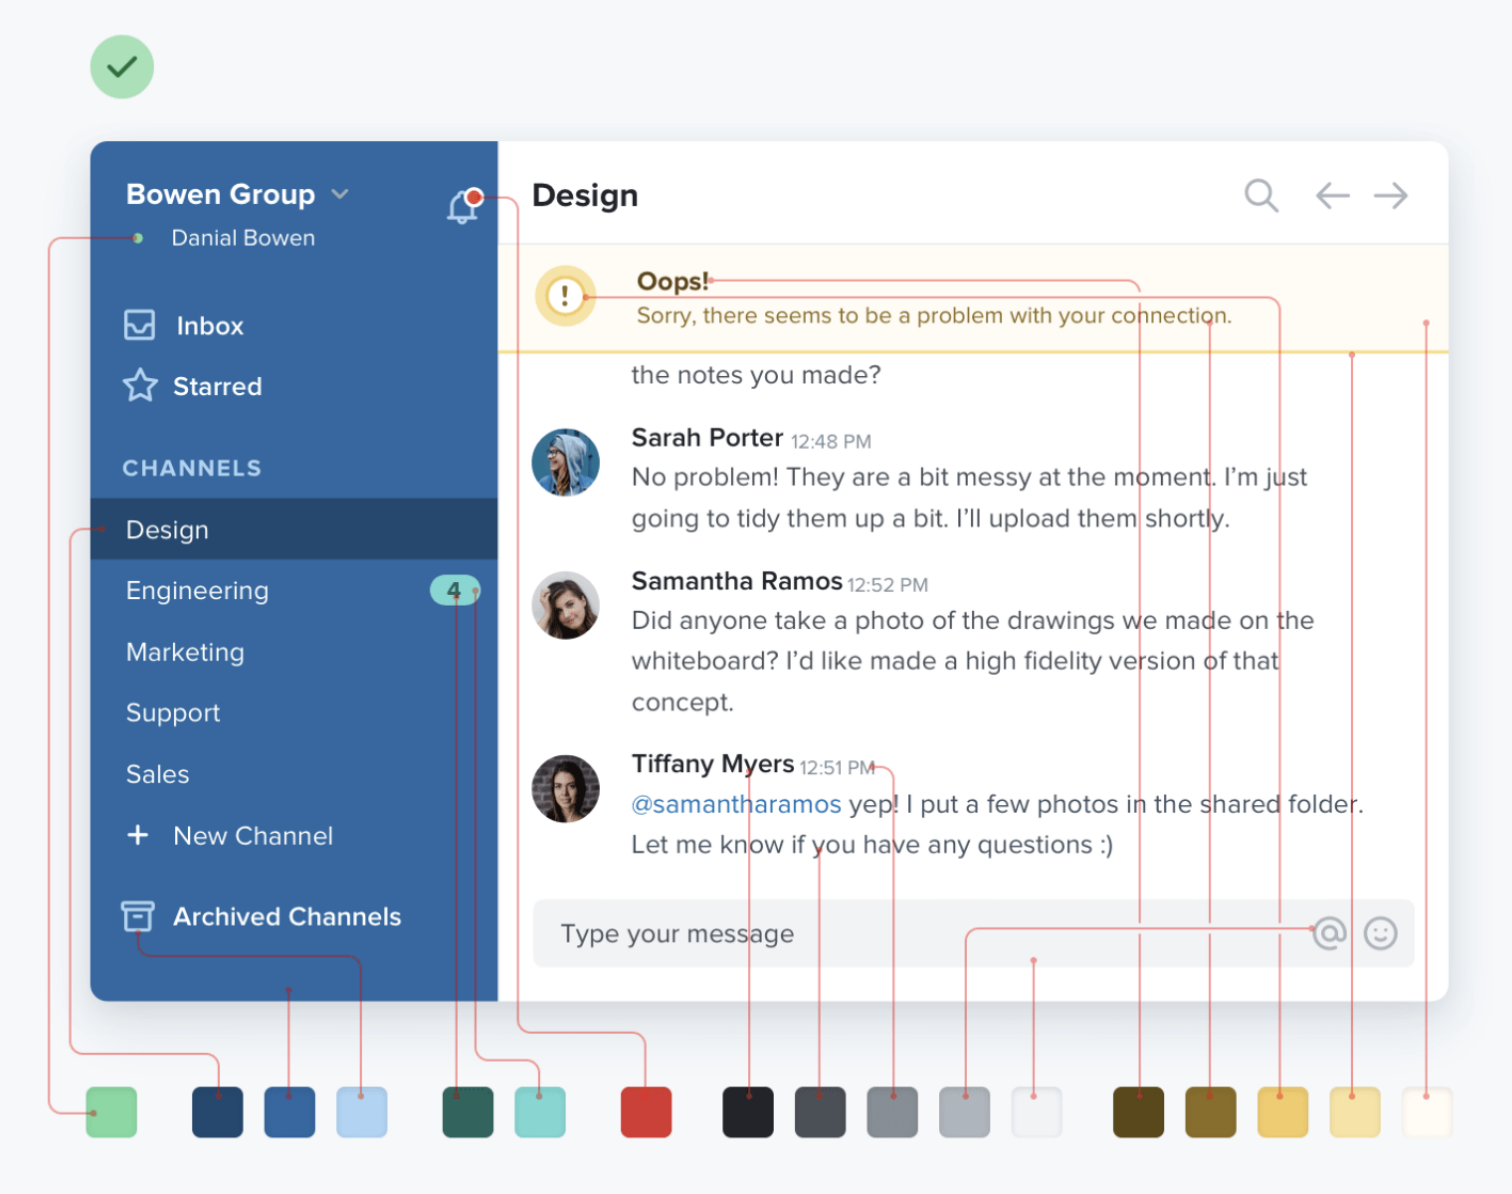 Bowen Group
Danial Bowen
Inbox
Starred
CHANNELS
Design
Engineering 4
Marketing
Support
Sales
+ New Channel
Archived Channels
Design
!
Oops!
Sorry, there seems to be a problem with your connection.
the notes you made?
Sarah Porter 12:48 PM
No problem! They are a bit messy at the moment. I’m just
going to tidy them up a bit. I’ll upload them shortly.
Samantha Ramos 12:52 PM
Did anyone take a photo of the drawings we made on the
whiteboard? I’d like made a high fidelity version of that
concept.
Tiffany Myers 12:51 PM
@samantharamos yep! I put a few photos in the shared folder.
Let me know if you have any questions :)
Type your message @